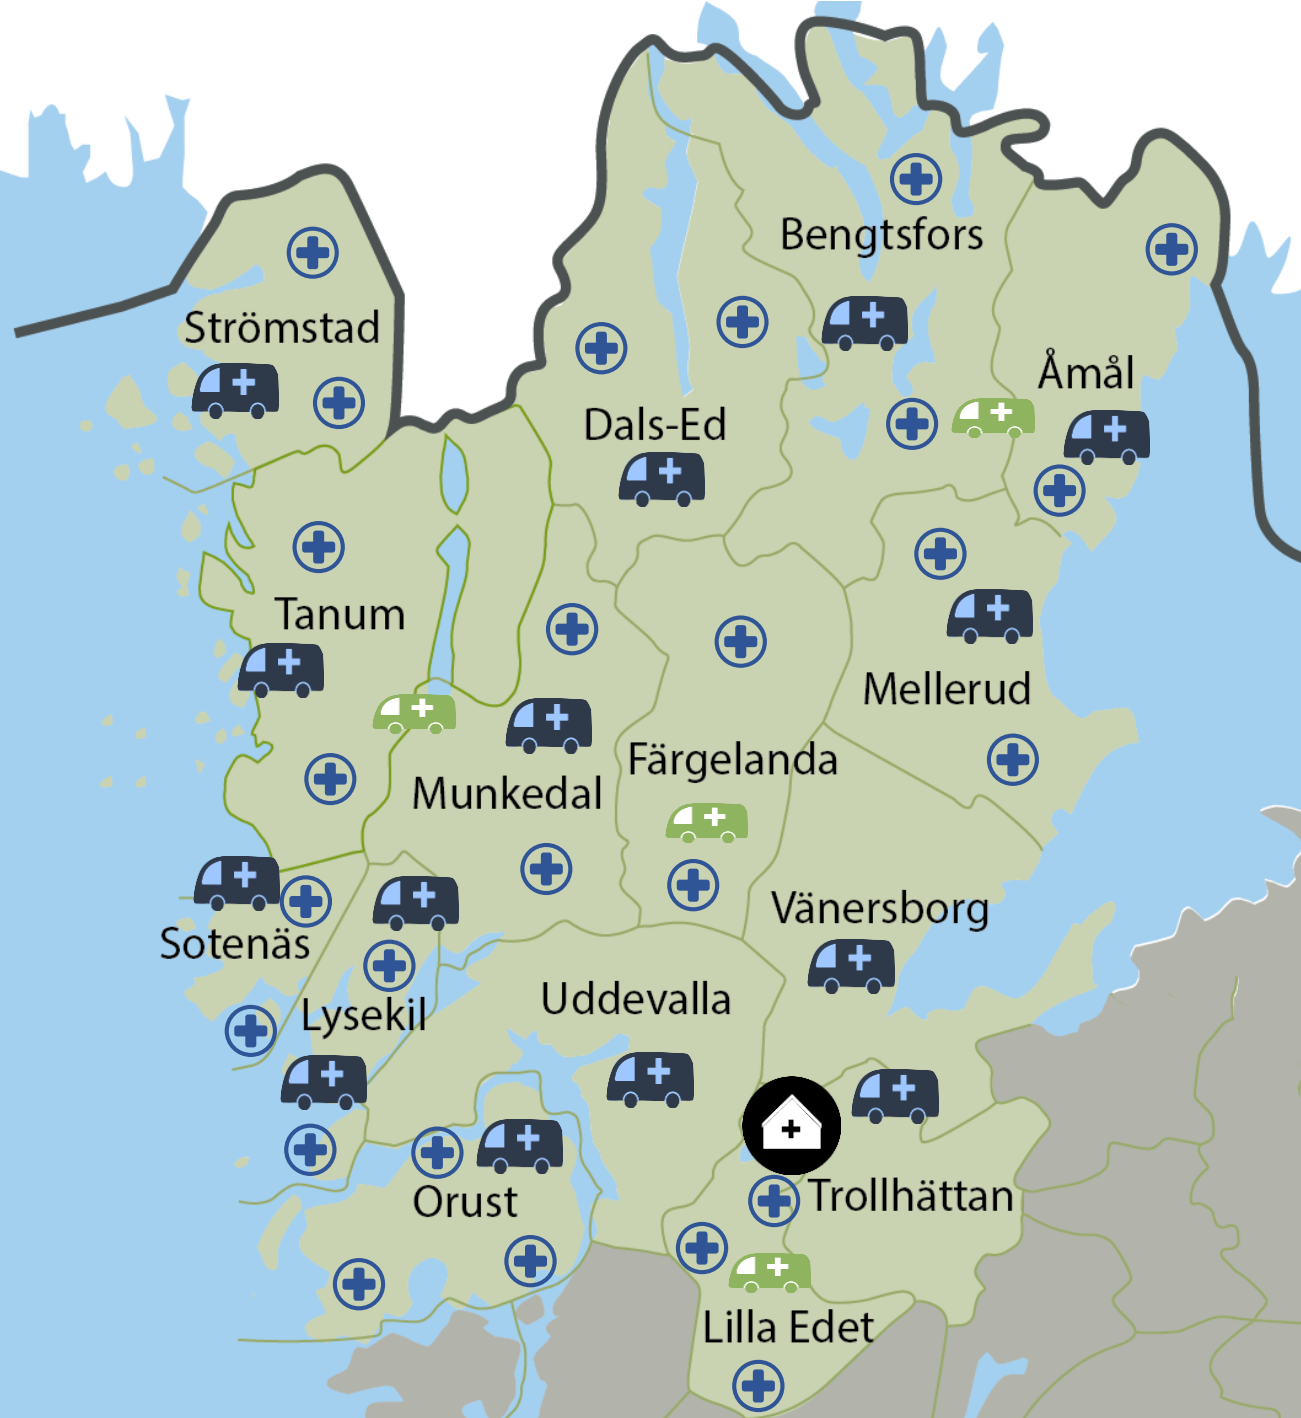 Bengtsfors
Strömstad
Åmål
Dals-Ed
Tanum
Mellerud
Färgelanda
Munkedal
Vänersborg
Sotenäs
Uddevalla
Lysekil
Trollhättan
Orust
Lilla Edet